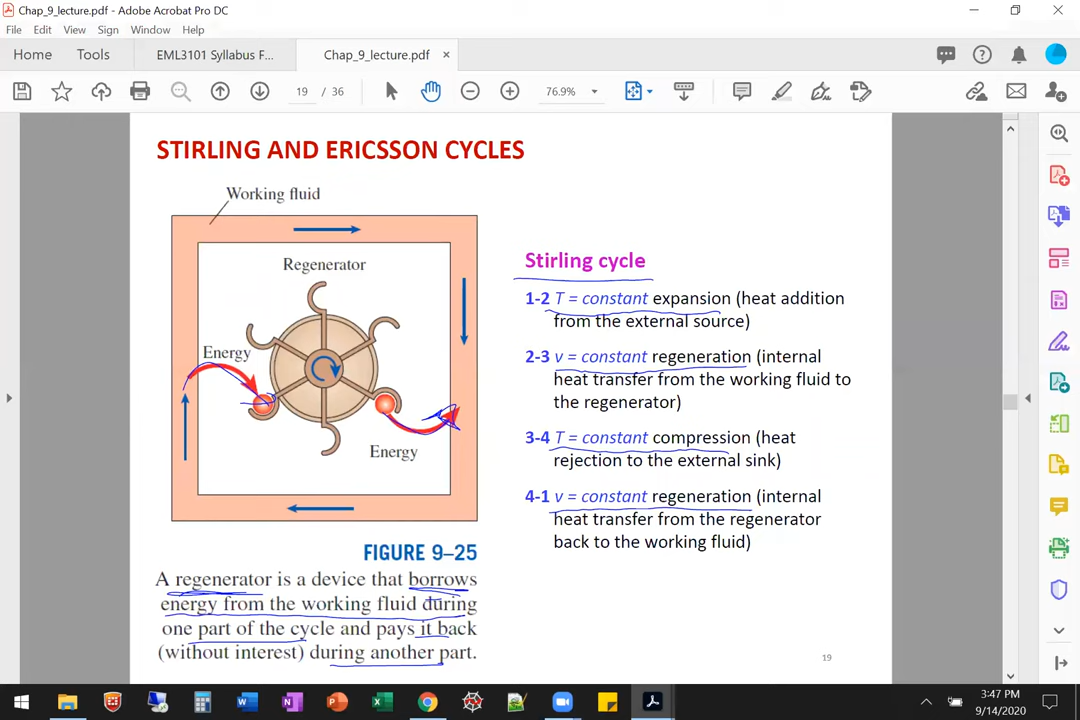 Chap_9_lecture.pdf - Adobe Acrobat Pro DC
File Edit View Sign Window Help
Home Tools EML3101 Syllabus F... Chap_9_lecture.pdf ×
19 / 36 76.9%
STIRLING AND ERICSSON CYCLES
Working fluid
Regenerator
Energy
Energy
FIGURE 9–25
A regenerator is a device that borrows
energy from the working fluid during
one part of the cycle and pays it back
(without interest) during another part.
Stirling cycle
1-2 T = constant expansion (heat addition
from the external source)
2-3 v = constant regeneration (internal
heat transfer from the working fluid to
the regenerator)
3-4 T = constant compression (heat
rejection to the external sink)
4-1 v = constant regeneration (internal
heat transfer from the regenerator
back to the working fluid)
19
3:47 PM
9/14/2020